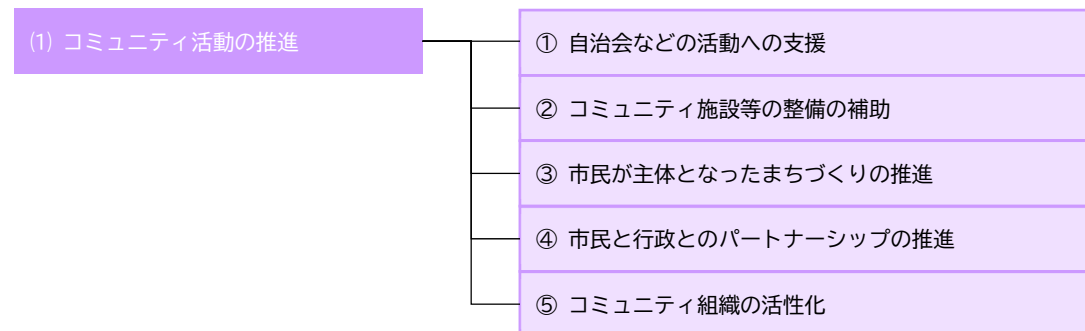 (1) コミュニティ活動の推進
① 自治会などの活動への支援
② コミュニティ施設等の整備の補助
③ 市民が主体となったまちづくりの推進
④ 市民と行政とのパートナーシップの推進
⑤ コミュニティ組織の活性化